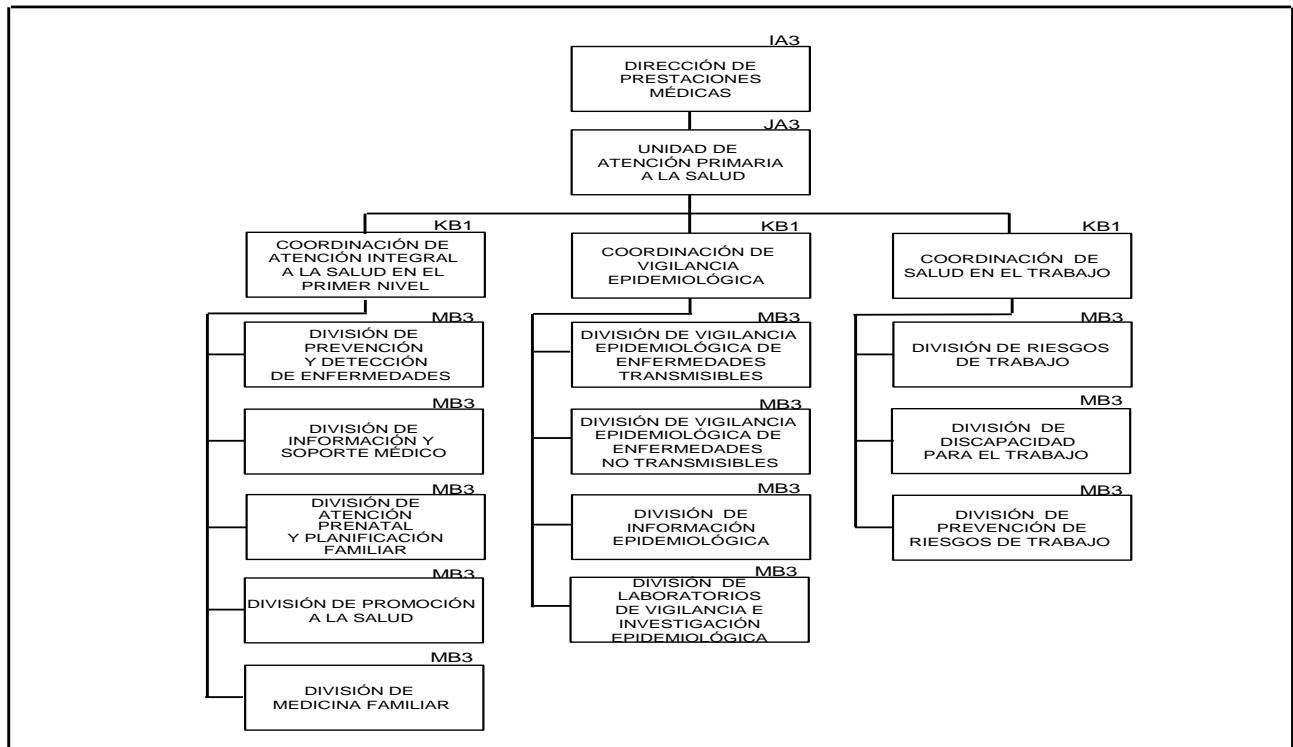 IA3
DIRECCIÓN DE
PRESTACIONES
MÉDICAS
JA3
UNIDAD DE
ATENCIÓN PRIMARIA
A LA SALUD
KB1
COORDINACIÓN DE
ATENCIÓN INTEGRAL
A LA SALUD EN EL
PRIMER NIVEL
MB3
DIVISIÓN DE
PREVENCIÓN
Y DETECCIÓN
DE ENFERMEDADES
MB3
DIVISIÓN DE
INFORMACIÓN Y
SOPORTE MÉDICO
MB3
DIVISIÓN DE
ATENCIÓN
PRENATAL
Y PLANIFICACIÓN
FAMILIAR
MB3
DIVISIÓN DE PROMOCIÓN
A LA SALUD
MB3
DIVISIÓN DE
MEDICINA FAMILIAR
KB1
COORDINACIÓN DE
VIGILANCIA
EPIDEMIOLÓGICA
MB3
DIVISIÓN DE VIGILANCIA
EPIDEMIOLÓGICA DE
ENFERMEDADES
TRANSMISIBLES
MB3
DIVISIÓN DE VIGILANCIA
EPIDEMIOLÓGICA DE
ENFERMEDADES
NO TRANSMISIBLES
MB3
DIVISIÓN DE
INFORMACIÓN
EPIDEMIOLÓGICA
MB3
DIVISIÓN DE
LABORATORIOS
DE VIGILANCIA E
INVESTIGACIÓN
EPIDEMIOLÓGICA
KB1
COORDINACIÓN DE
SALUD EN EL TRABAJO
MB3
DIVISIÓN DE RIESGOS
DE TRABAJO
MB3
DIVISIÓN DE
DISCAPACIDAD
PARA EL TRABAJO
MB3
DIVISIÓN DE
PREVENCIÓN DE
RIESGOS DE TRABAJO